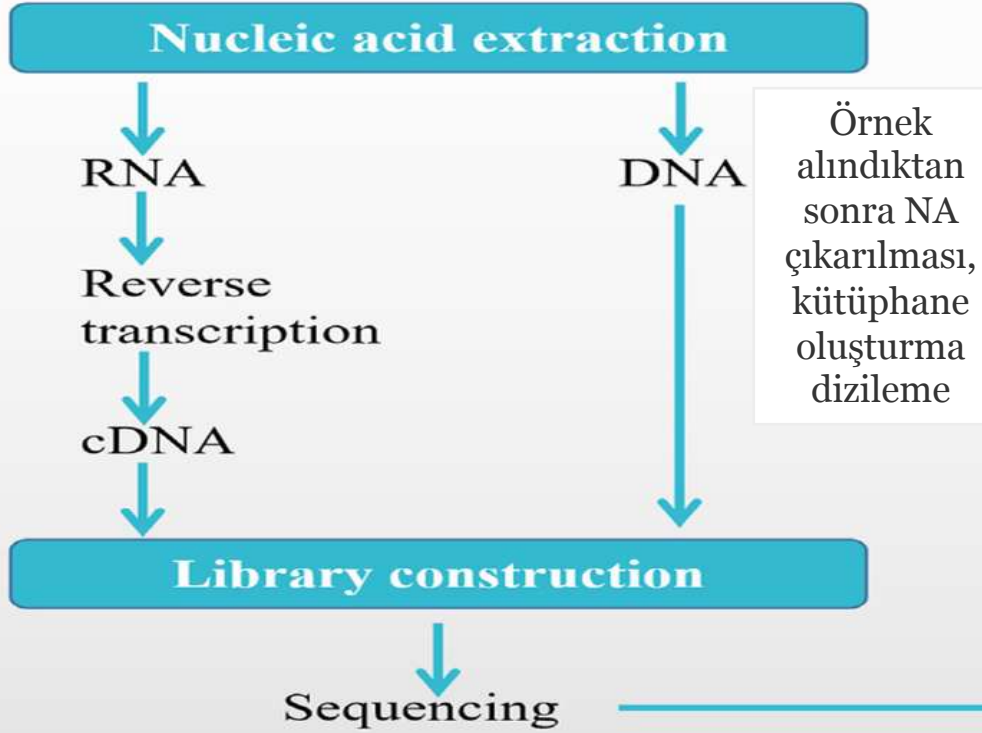 Nucleic acid extraction
RNA
DNA
Reverse
transcription
cDNA
Örnek
alındıktan
sonra NA
çıkarılması,
kütüphane
oluşturma
dizileme
Library construction
Sequencing